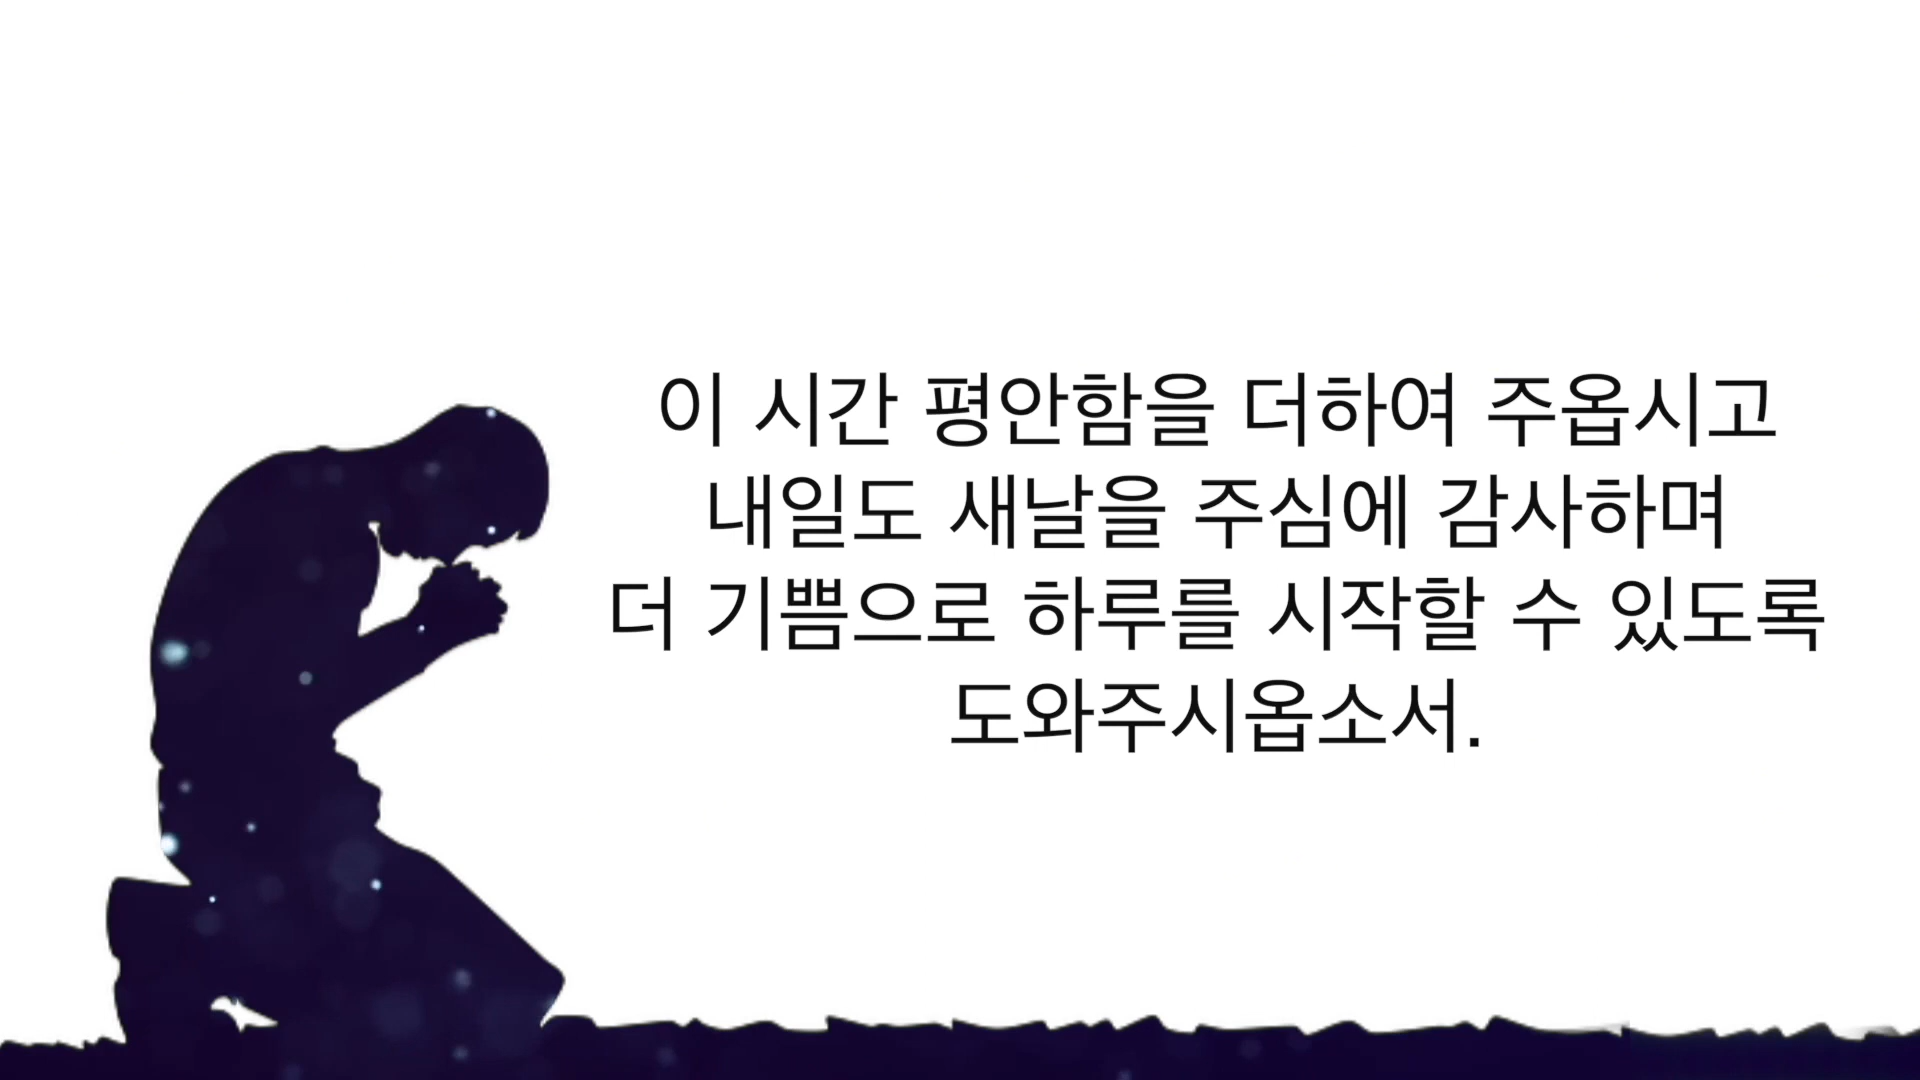 이 시간 평안함을 더하여 주옵시고
내일도 새날을 주심에 감사하며
더 기쁨으로 하루를 시작할 수 있도록
도와주시옵소서.